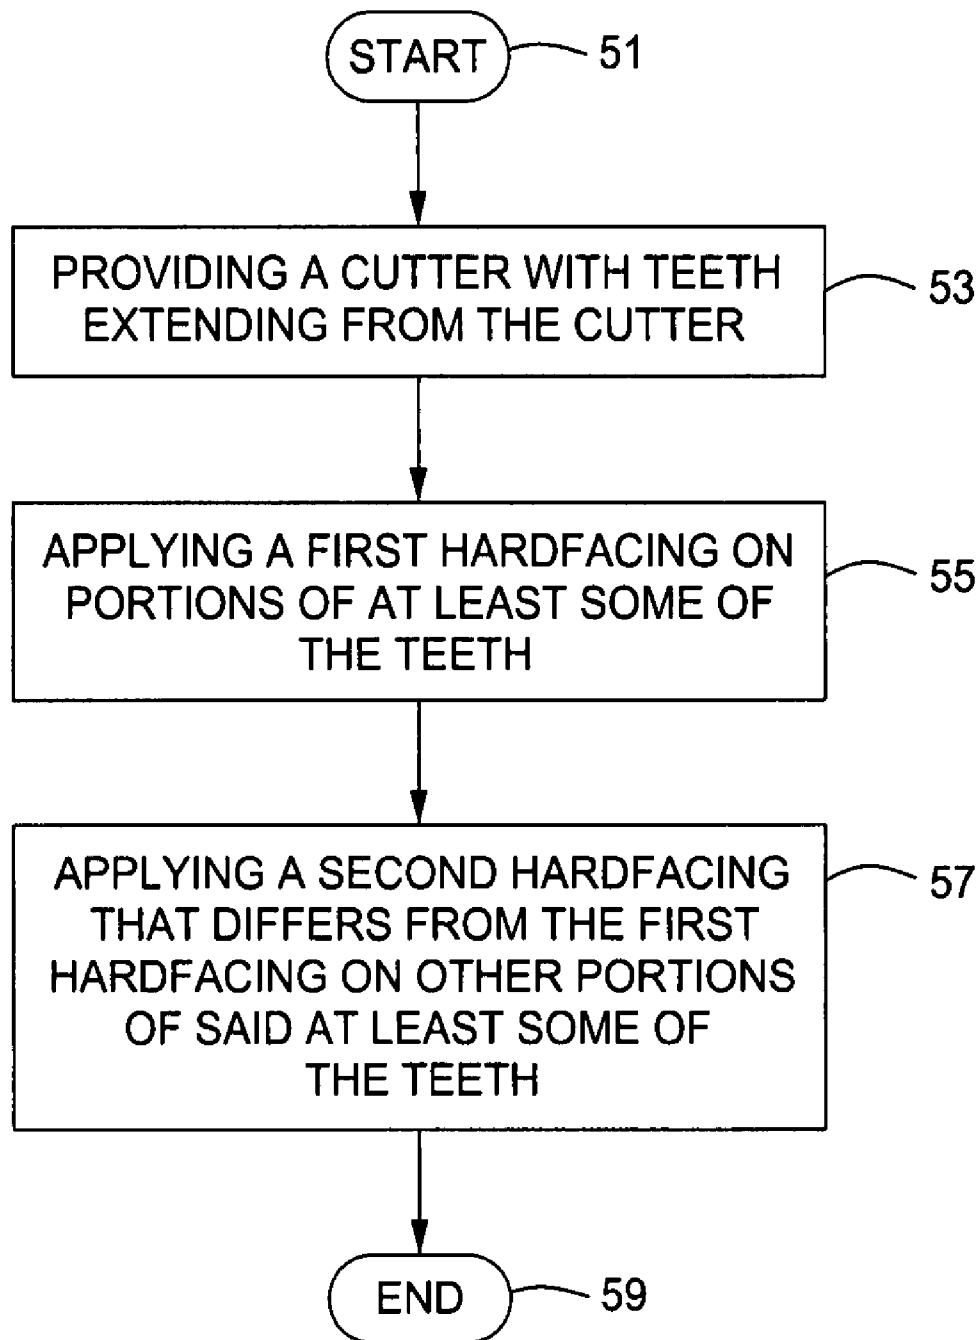 START
51
PROVIDING A CUTTER WITH TEETH
EXTENDING FROM THE CUTTER
53
APPLYING A FIRST HARDFACING ON
PORTIONS OF AT LEAST SOME OF
THE TEETH
55
APPLYING A SECOND HARDFACING
THAT DIFFERS FROM THE FIRST
HARDFACING ON OTHER PORTIONS
OF SAID AT LEAST SOME OF
THE TEETH
57
END
59